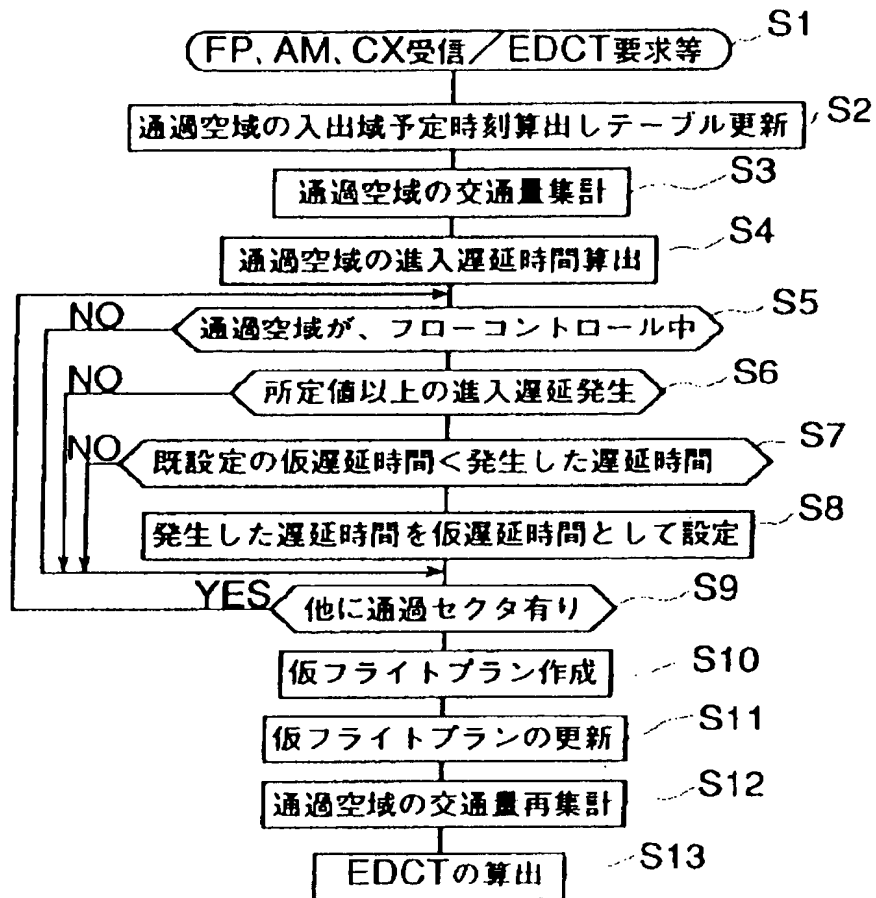 S1
FP、AM、CX受信／EDCT要求等
通過空域の入出域予定時刻算出しテーブル更新
S2
S3
通過空域の交通量集計
S4
通過空域の進入遅延時間算出
S5
NO
通過空域が、フローコントロール中
NO
所定値以上の進入遅延発生
S6
NO
既設定の仮遅延時間＜発生した遅延時間
S7
発生した遅延時間を仮遅延時間として設定
S8
YES
他に通過セクタ有り
S9
仮フライトプラン作成
S10
仮フライトプランの更新
S11
通過空域の交通量再集計
S12
EDCTの算出
S13